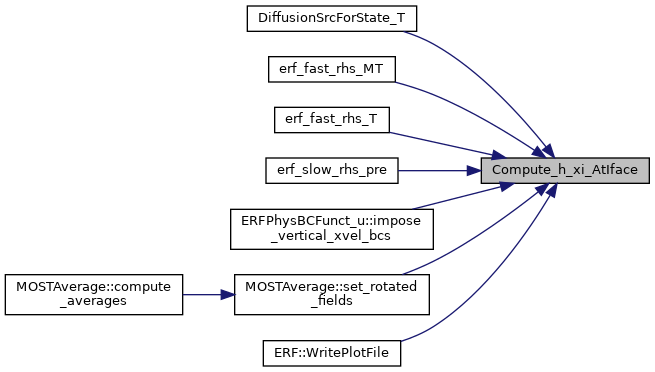 DiffusionSrcForState_T
erf_fast_rhs_MT
erf_fast_rhs_T
Compute_h_xi_AtIface
erf_slow_rhs_pre
ERFPhysBCFunct_u::impose
_vertical_xvel_bcs
MOSTAverage::compute
_averages
MOSTAverage::set_rotated
_fields
ERF::WritePlotFile